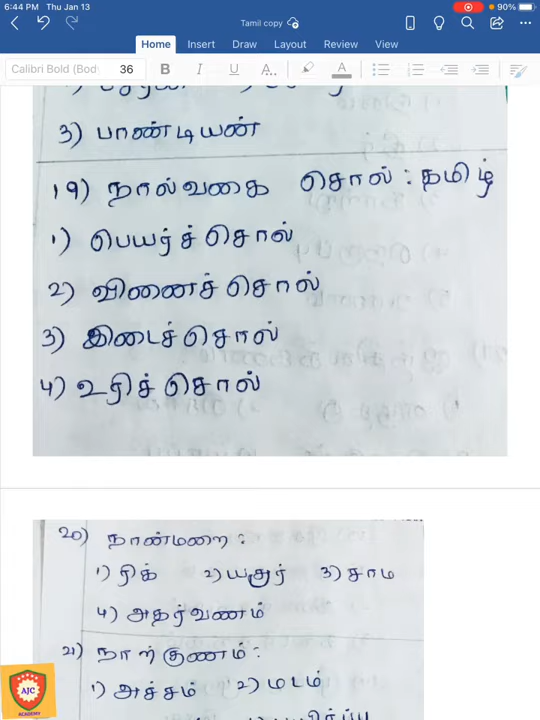 6:44 PM Thu Jan 13
90%
Tamil copy
Home Insert Draw Layout Review View
Calibri Bold (Bod 36 B I U A...
3) பாண்டியன்
19) நால்வகை சொல் : தமிழ்
1) பெயர்ச் சொல்
2) வினைச் சொல்
3) இடைச் சொல்
4) உரிச் சொல்
20) நான்மறை :
1) ரிக் 2) யஜுர் 3) சாம
4) அதர்வணம்
21) நாற்குணம் :
1) அச்சம் 2) மடம்
AJC
ACADEMY